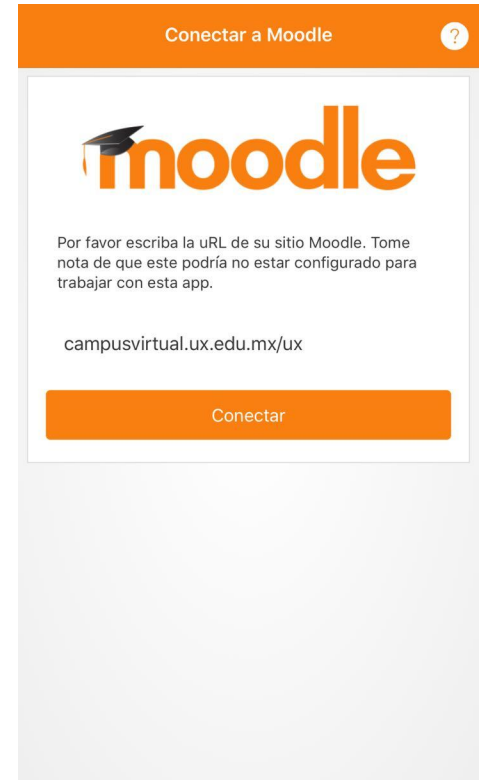 Conectar a Moodle
?
moodle
Por favor escriba la uRL de su sitio Moodle. Tome
nota de que este podría no estar configurado para
trabajar con esta app.
campusvirtual.ux.edu.mx/ux
Conectar